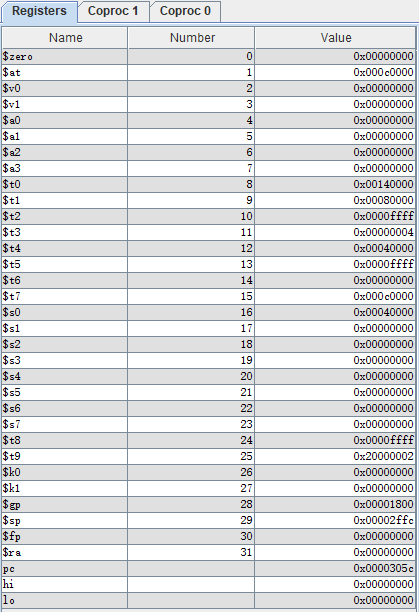 Registers Coproc 1 Coproc 0
Name Number Value
$zero 0 0x00000000
$at 1 0x000c0000
$v0 2 0x00000000
$v1 3 0x00000000
$a0 4 0x00000000
$a1 5 0x00000000
$a2 6 0x00000000
$a3 7 0x00000000
$t0 8 0x00140000
$t1 9 0x00080000
$t2 10 0x0000ffff
$t3 11 0x00000004
$t4 12 0x00040000
$t5 13 0x0000ffff
$t6 14 0x00000000
$t7 15 0x000c0000
$s0 16 0x00040000
$s1 17 0x00000000
$s2 18 0x00000000
$s3 19 0x00000000
$s4 20 0x00000000
$s5 21 0x00000000
$s6 22 0x00000000
$s7 23 0x00000000
$t8 24 0x0000ffff
$t9 25 0x20000002
$k0 26 0x00000000
$k1 27 0x00000000
$gp 28 0x00001800
$sp 29 0x00002ffc
$fp 30 0x00000000
$ra 31 0x00000000
pc 0x0000305c
hi 0x00000000
lo 0x00000000